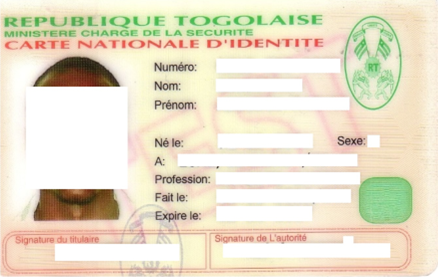 REPUBLIQUE TOGOLAISE
MINISTERE CHARGE DE LA SECURITE
CARTE NATIONALE D'IDENTITE
RT
Numéro:
Nom:
Prénom:
Né le:
Sexe:
A:
Profession:
Fait le:
Expire le:
Signature du titulaire
Signature de L'autorité